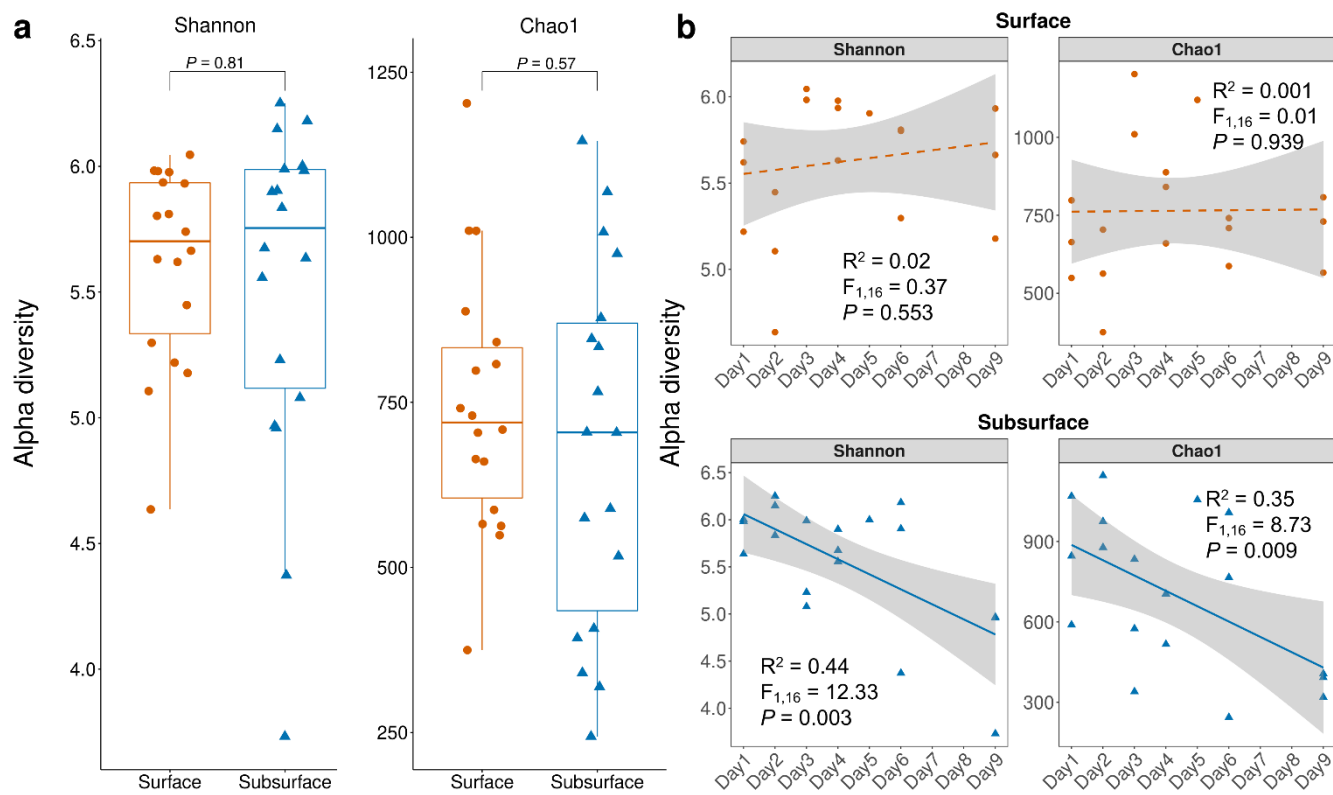 a
Shannon
Chao1
P = 0.81
P = 0.57
Alpha diversity
6.5
6.0
5.5
5.0
4.5
4.0
1250
1000
750
500
250
Surface
Subsurface
Surface
Subsurface
b
Surface
Shannon
Chao1
Alpha diversity
6.0
5.5
5.0
R² = 0.02
F1,16 = 0.37
P = 0.553
1000
750
500
R² = 0.001
F1,16 = 0.01
P = 0.939
Day1 Day2 Day3 Day4 Day5 Day6 Day7 Day8 Day9
Day1 Day2 Day3 Day4 Day5 Day6 Day7 Day8 Day9
Subsurface
Shannon
Chao1
6.5
6.0
5.5
5.0
4.5
4.0
R² = 0.44
F1,16 = 12.33
P = 0.003
900
600
300
R² = 0.35
F1,16 = 8.73
P = 0.009
Day1 Day2 Day3 Day4 Day5 Day6 Day7 Day8 Day9
Day1 Day2 Day3 Day4 Day5 Day6 Day7 Day8 Day9